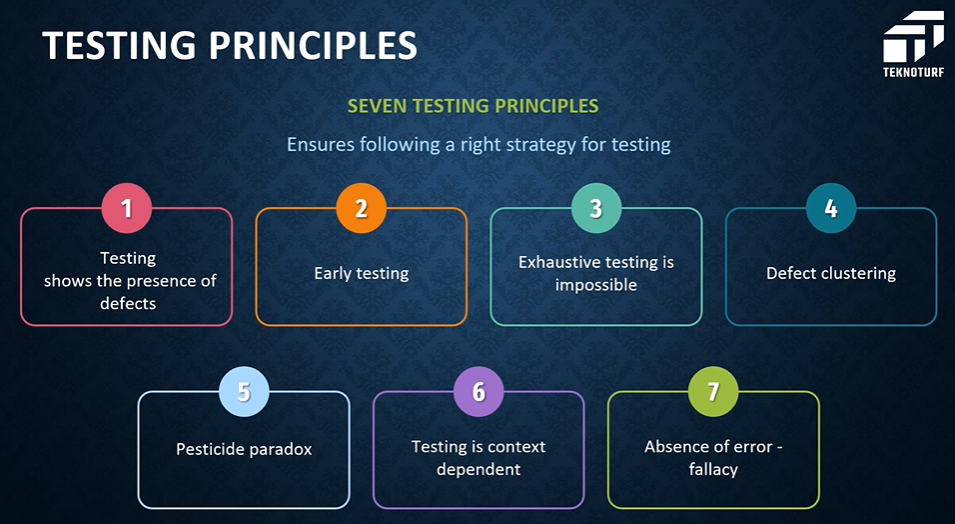 TESTING PRINCIPLES
TEKNOTURF
SEVEN TESTING PRINCIPLES
Ensures following a right strategy for testing
1
Testing
shows the presence of
defects
2
Early testing
3
Exhaustive testing is
impossible
4
Defect clustering
5
Pesticide paradox
6
Testing is context
dependent
7
Absence of error -
fallacy